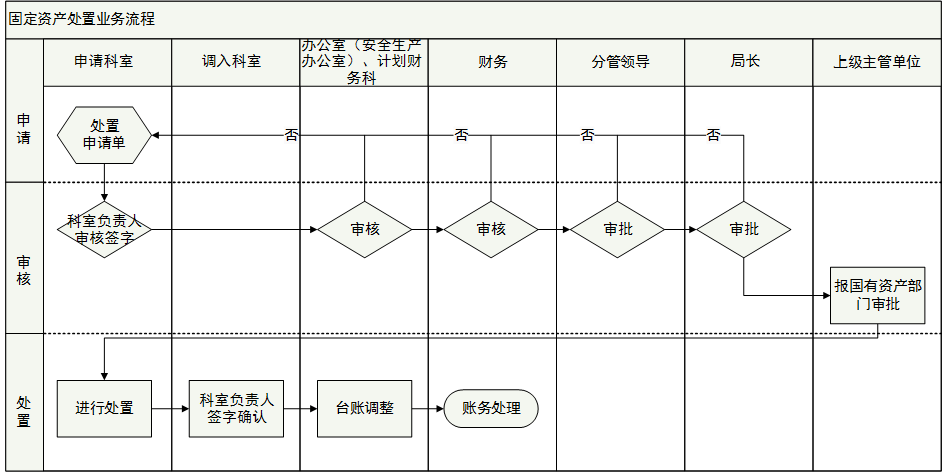 固定资产处置业务流程
申请科室
调入科室
办公室（安全生产
办公室）、计划财
务科
财务
分管领导
局长
上级主管单位
申
请
处置
申请单
否
否
否
否
审
核
科室负责人
审核签字
审核
审核
审批
审批
报国有资产部
门审批
处
置
进行处置
科室负责人
签字确认
台账调整
账务处理